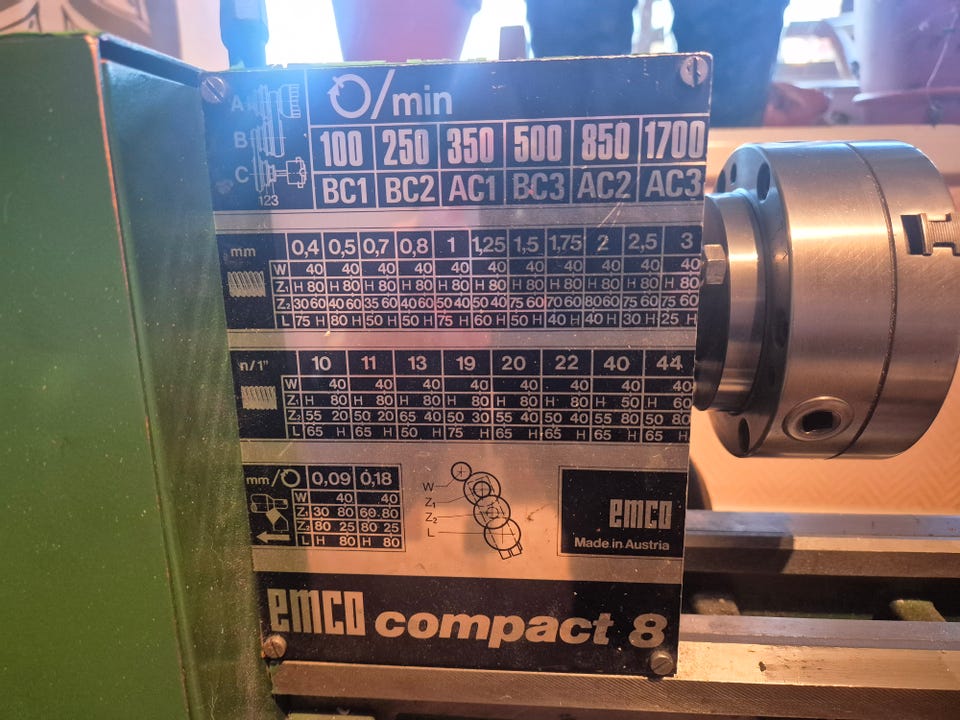 A
B
C
123
/min
100 250 350 500 850 1700
BC1 BC2 AC1 BC3 AC2 AC3
mm 0,4 0,5 0,7 0,8 1 1,25 1,5 1,75 2 2,5 3
W 40 40 40 40 40 40 40 40 40 40 40
Z1 H 80 H 80 H 80 H 80 H 80 H 80 H 80 H 80 H 80 H 80 H 80
Z2 30 60 40 60 35 60 40 60 50 40 50 40 75 60 70 60 80 60 75 60 75 60
L 75 H 80 H 50 H 50 H 75 H 60 H 50 H 40 H 40 H 30 H 25 H
n/1" 10 11 13 19 20 22 40 44
W 40 40 40 40 40 40 40 40
Z1 H 80 H 80 H 80 H 80 H 80 H 80 H 50 H 60
Z2 55 20 50 20 65 40 50 30 55 40 50 40 55 80 50 80
L 65 H 65 H 50 H 75 H 65 H 65 H 65 H 65 H
mm/ 0,09 0,18
W 40 40
Z1 30 80 60 80
Z2 80 25 80 25
L H 80 H 80
W
Z1
Z2
L
emco
Made in Austria
emco compact 8